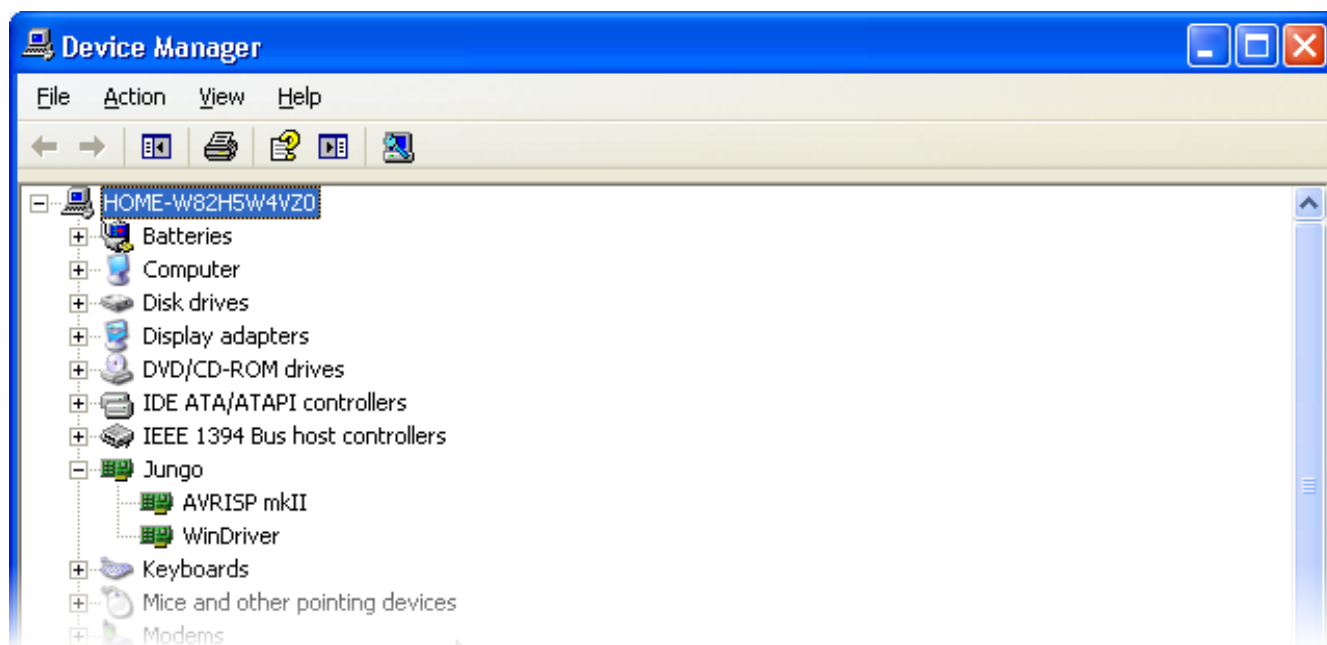 Device Manager
File Action View Help
HOME-W82H5W4VZ0
Batteries
Computer
Disk drives
Display adapters
DVD/CD-ROM drives
IDE ATA/ATAPI controllers
IEEE 1394 Bus host controllers
Jungo
AVRISP mkII
WinDriver
Keyboards
Mice and other pointing devices
Modems